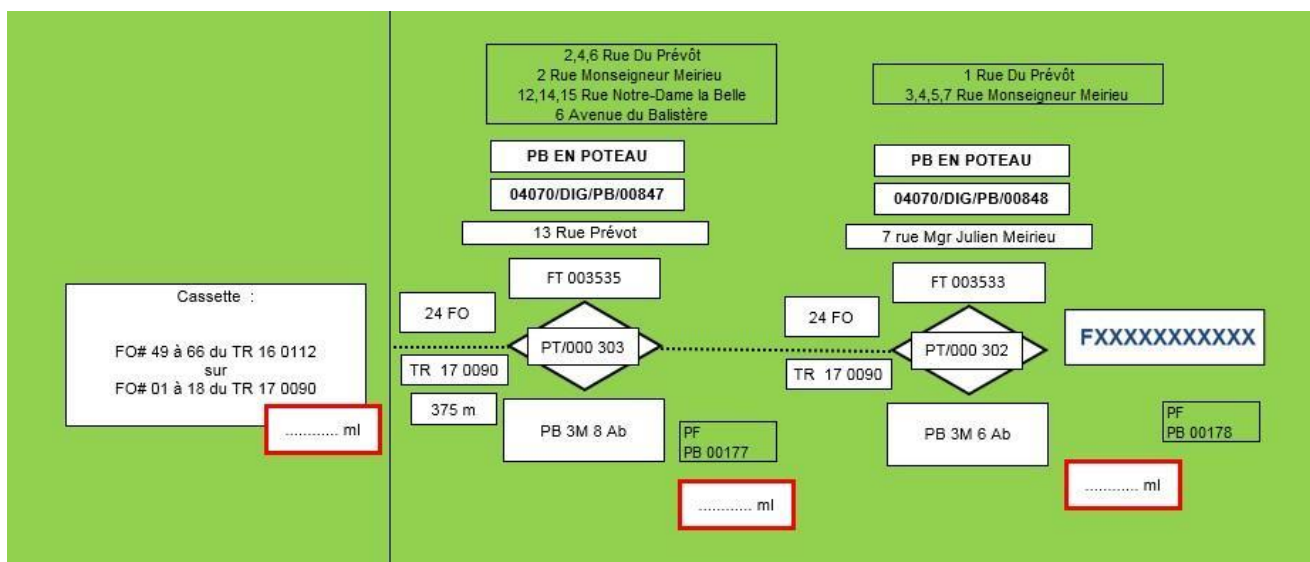 2,4,6 Rue Du Prévôt
2 Rue Monseigneur Meirieu
12,14,15 Rue Notre-Dame la Belle
6 Avenue du Balistère
PB EN POTEAU
04070/DIG/PB/00847
13 Rue Prévot
FT 003535
24 FO
PT/000 303
TR 17 0090
375 m
PB 3M 8 Ab
PF
PB 00177
............ ml
1 Rue Du Prévôt
3,4,5,7 Rue Monseigneur Meirieu
PB EN POTEAU
04070/DIG/PB/00848
7 rue Mgr Julien Meirieu
FT 003533
24 FO
PT/000 302
TR 17 0090
FXXXXXXXXXXX
PB 3M 6 Ab
PF
PB 00178
............ ml
Cassette :
FO# 49 à 66 du TR 16 0112
sur
FO# 01 à 18 du TR 17 0090
............ ml